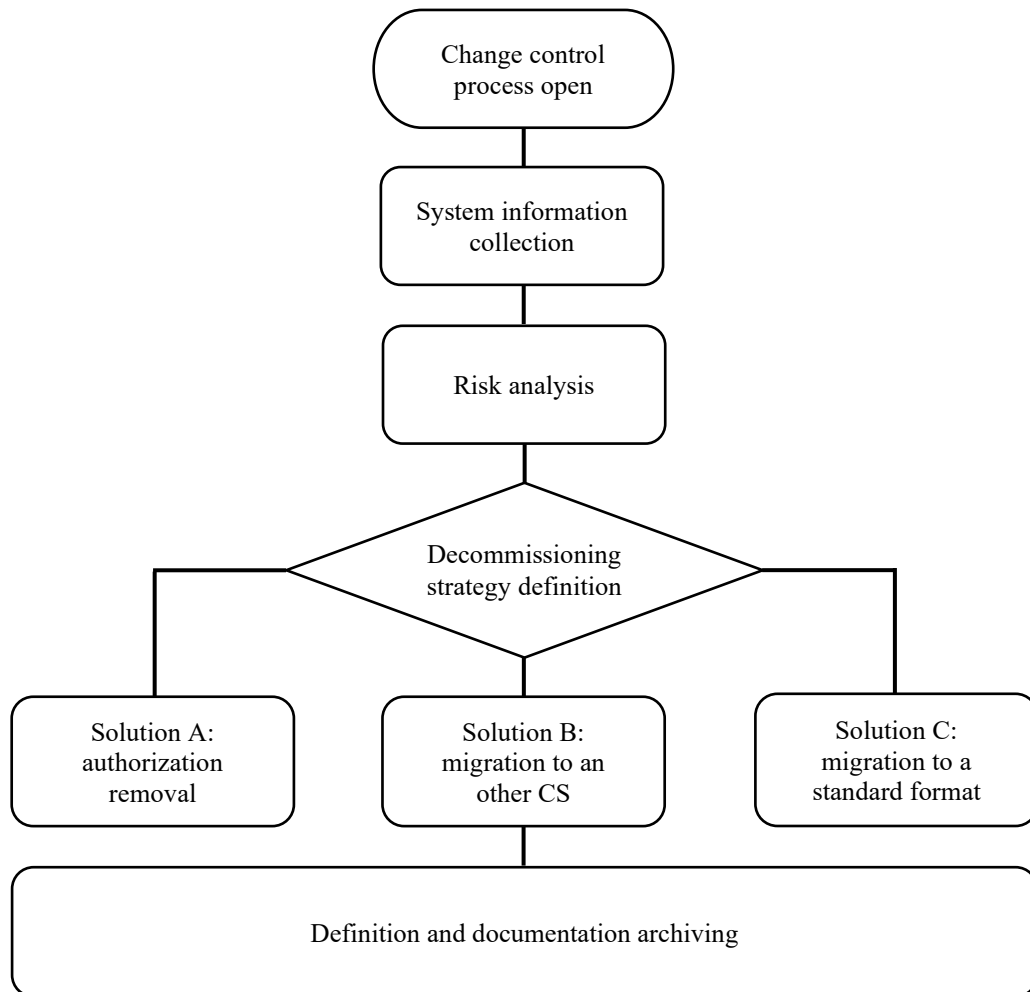 Change control
process open
System information
collection
Risk analysis
Decommissioning
strategy definition
Solution A:
authorization
removal
Solution B:
migration to an
other CS
Solution C:
migration to a
standard format
Definition and documentation archiving